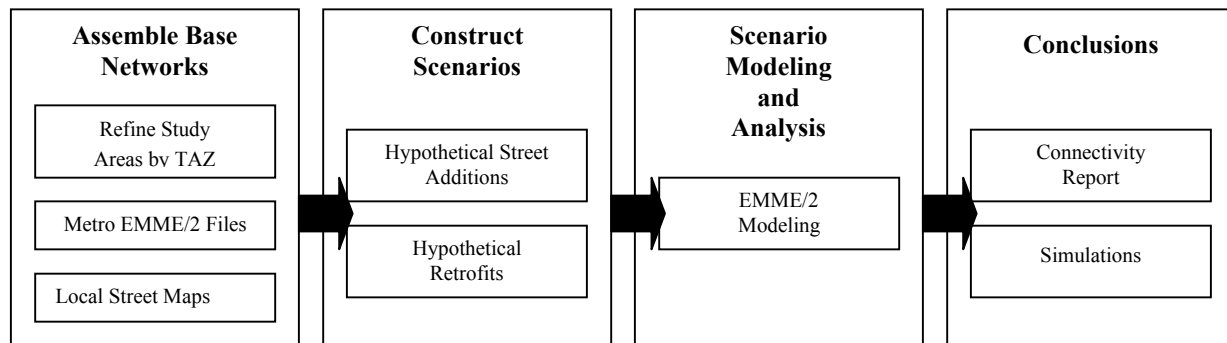 Assemble Base
Networks
Refine Study
Areas by TAZ
Metro EMME/2 Files
Local Street Maps
Construct
Scenarios
Hypothetical Street
Additions
Hypothetical
Retrofits
Scenario
Modeling
and
Analysis
EMME/2
Modeling
Conclusions
Connectivity
Report
Simulations